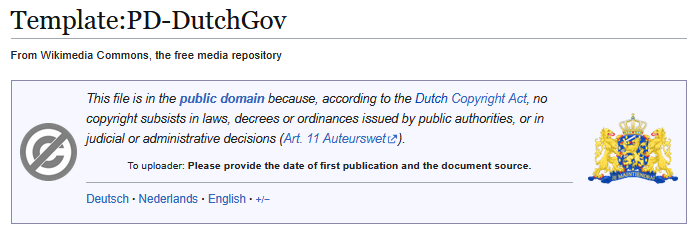 Template:PD-DutchGov
From Wikimedia Commons, the free media repository
This file is in the public domain because, according to the Dutch Copyright Act, no
copyright subsists in laws, decrees or ordinances issued by public authorities, or in
judicial or administrative decisions (Art. 11 Auteurswet).
To uploader: Please provide the date of first publication and the document source.
Deutsch · Nederlands · English · +/−